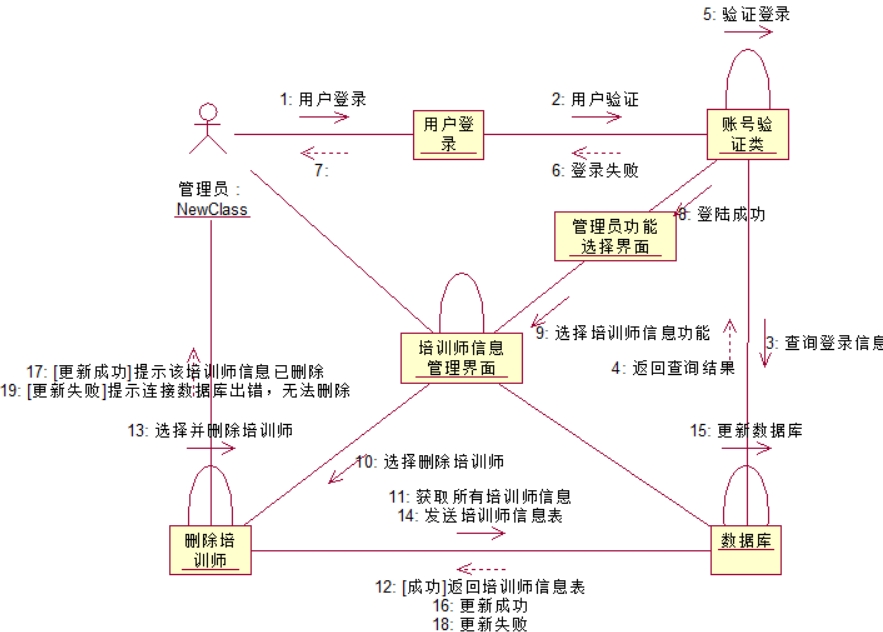 5: 验证登录
1: 用户登录
2: 用户验证
用户登
录
账号验
证类
7:
6: 登录失败
管理员 :
NewClass
8: 登陆成功
管理员功能
选择界面
9: 选择培训师信息功能
3: 查询登录信息
培训师信息
管理界面
4: 返回查询结果
17: [更新成功]提示该培训师信息已删除
19: [更新失败]提示连接数据库出错，无法删除
13: 选择并删除培训师
15: 更新数据库
10: 选择删除培训师
11: 获取所有培训师信息
14: 发送培训师信息表
删除培
训师
数据库
12: [成功]返回培训师信息表
16: 更新成功
18: 更新失败